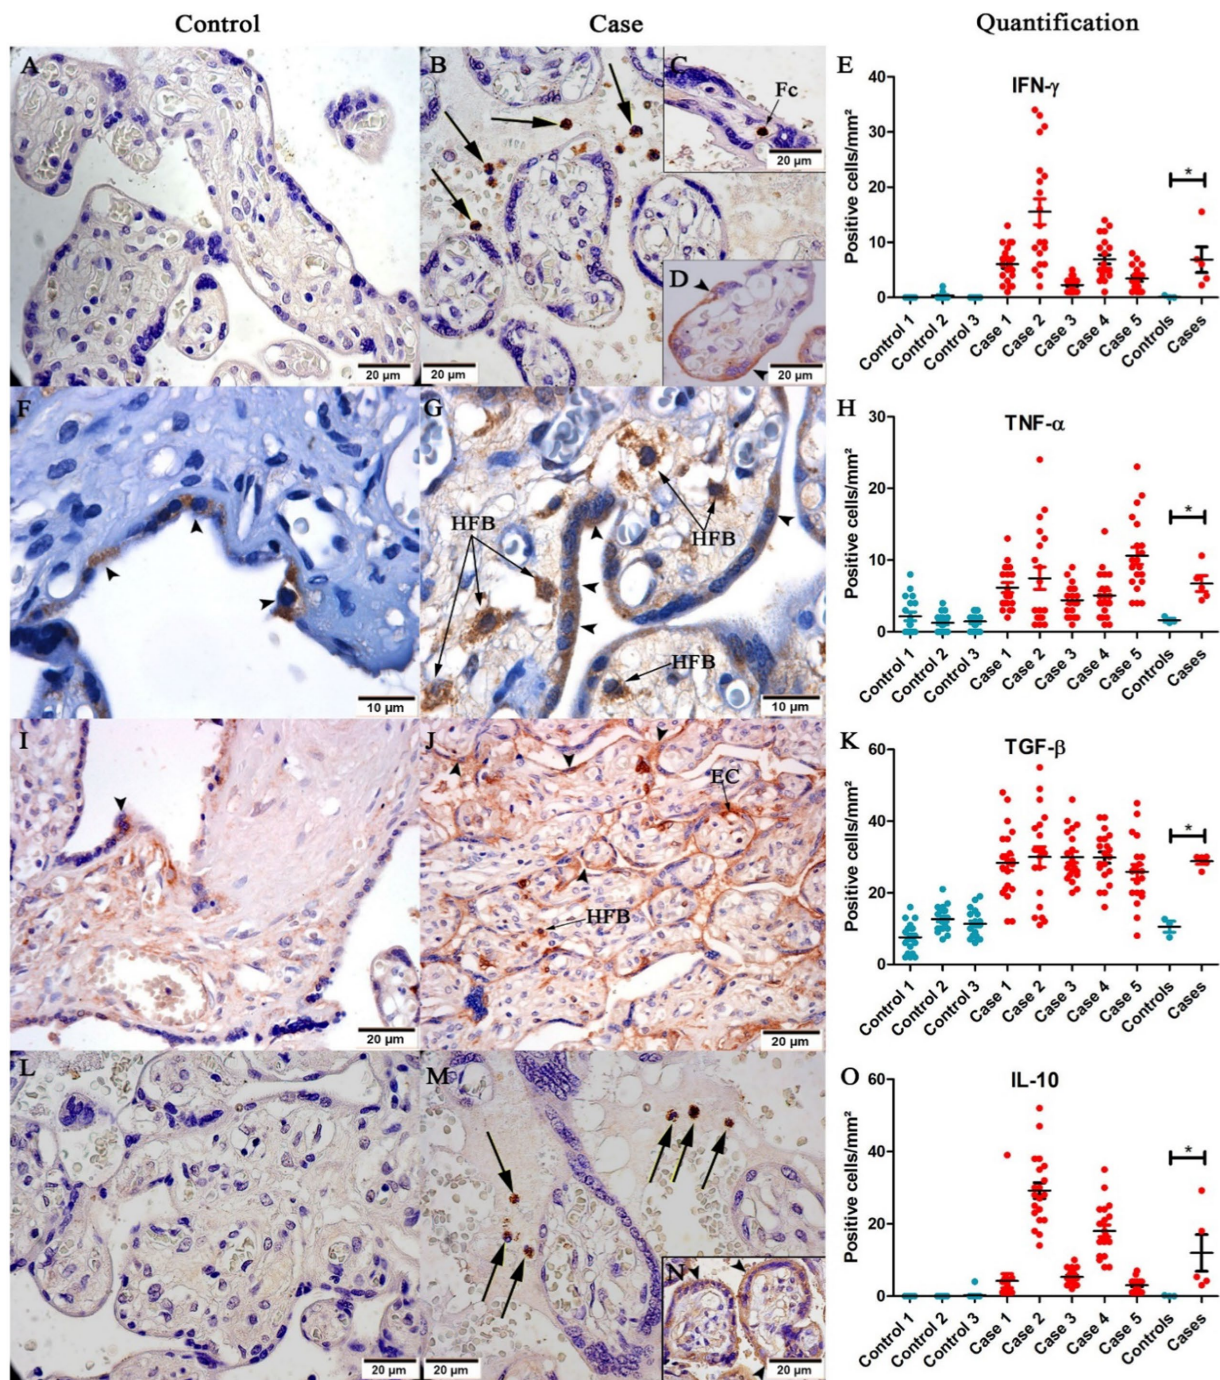 Control Case Quantification
A B C E
Fc
20 µm
D
20 µm 20 µm 20 µm
IFN-γ
Positive cells/mm²
40
30
20
10
0
Control 1 Control 2 Control 3 Case 1 Case 2 Case 3 Case 4 Case 5 Controls Cases
*
F G H
HFB HFB
HFB
10 µm 10 µm
TNF-α
Positive cells/mm²
30
20
10
0
Control 1 Control 2 Control 3 Case 1 Case 2 Case 3 Case 4 Case 5 Controls Cases
*
I J K
EC
HFB
20 µm 20 µm
TGF-β
Positive cells/mm²
60
40
20
0
Control 1 Control 2 Control 3 Case 1 Case 2 Case 3 Case 4 Case 5 Controls Cases
*
L M O
N
20 µm 20 µm 20 µm
IL-10
Positive cells/mm²
60
40
20
0
Control 1 Control 2 Control 3 Case 1 Case 2 Case 3 Case 4 Case 5 Controls Cases
*